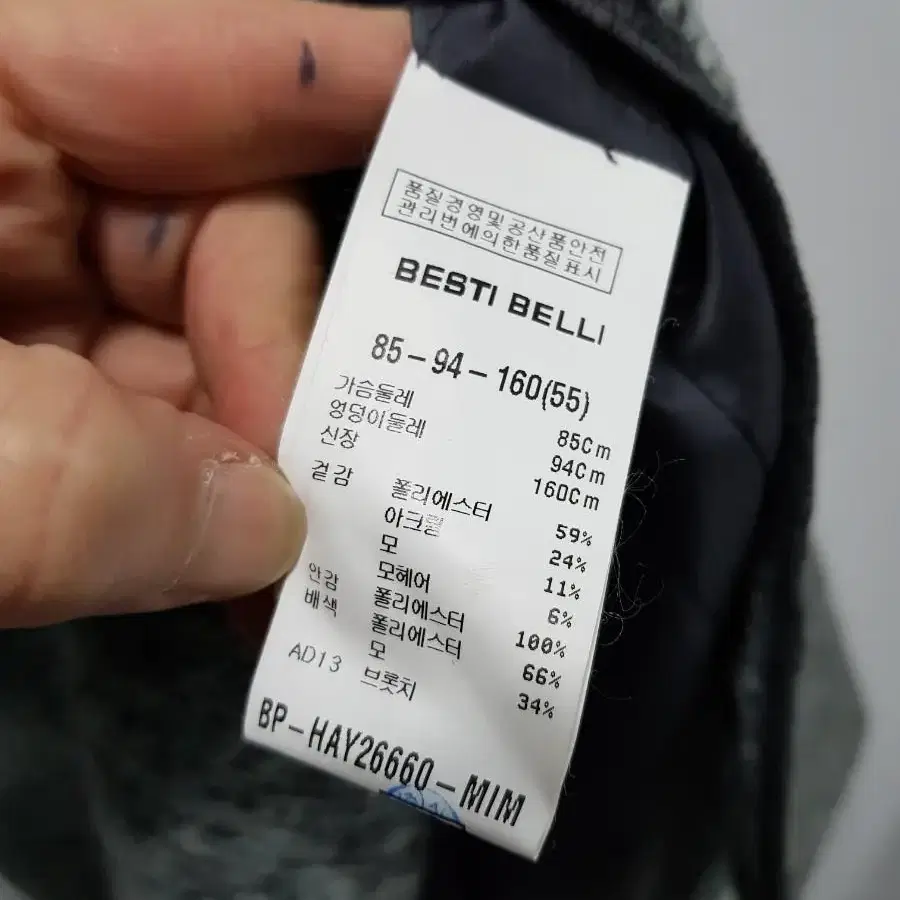 품질경영및공산품안전
관리번에의한품질표시
BESTI BELLI
85-94-160(55)
가슴둘레 85Cm
엉덩이둘레 94Cm
신장 160Cm
겉감 폴리에스터 59%
아크릴 24%
모 11%
모헤어 6%
안감 폴리에스터 100%
배색 폴리에스터 66%
모 34%
AD13 브롯치
BP-HAY26660-MIM